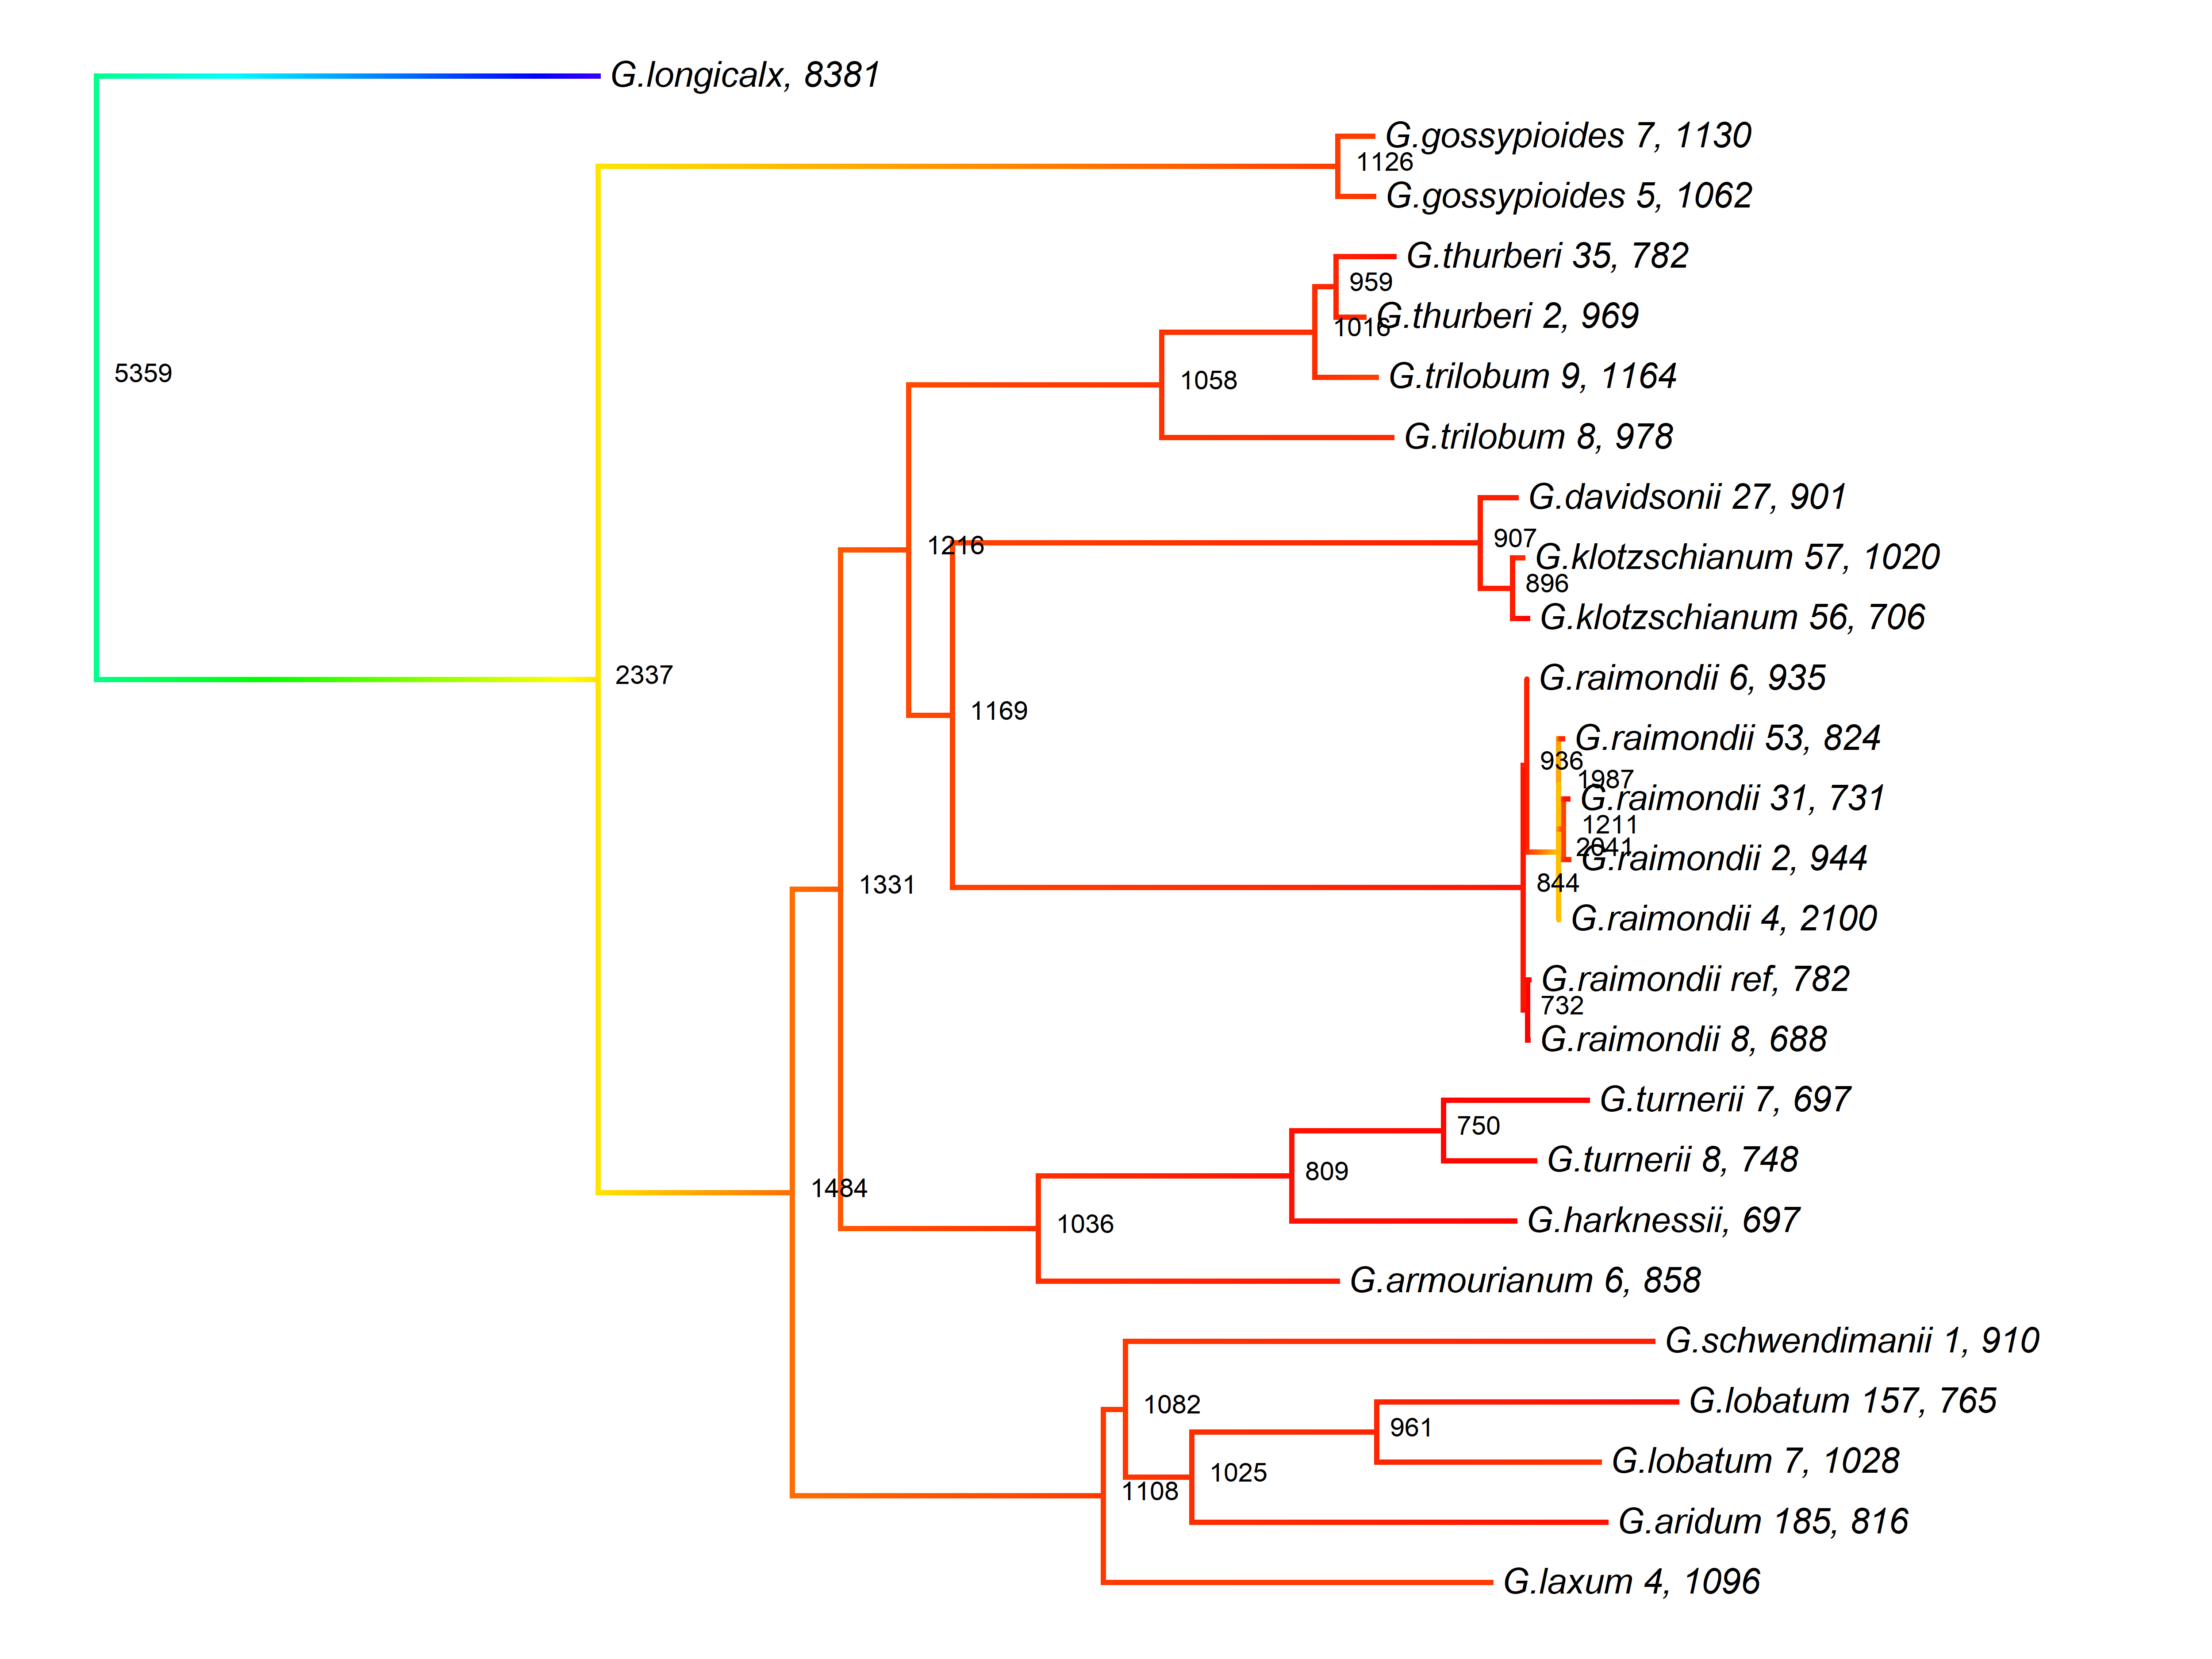 G.longicalx, 8381
G.gossypioides 7, 1130
1126
G.gossypioides 5, 1062
G.thurberi 35, 782
959
G.thurberi 2, 969
1016
5359
G.trilobum 9, 1164
1058
G.trilobum 8, 978
G.davidsonii 27, 901
907
1216
G.klotzschianum 57, 1020
896
G.klotzschianum 56, 706
2337
G.raimondii 6, 935
1169
G.raimondii 53, 824
936
1987
G.raimondii 31, 731
1211
2041
G.raimondii 2, 944
844
1331
G.raimondii 4, 2100
G.raimondii ref, 782
732
G.raimondii 8, 688
G.turnerii 7, 697
750
G.turnerii 8, 748
809
1484
G.harknessii, 697
1036
G.armourianum 6, 858
G.schwendimanii 1, 910
1082
G.lobatum 157, 765
961
G.lobatum 7, 1028
1025
1108
G.aridum 185, 816
G.laxum 4, 1096